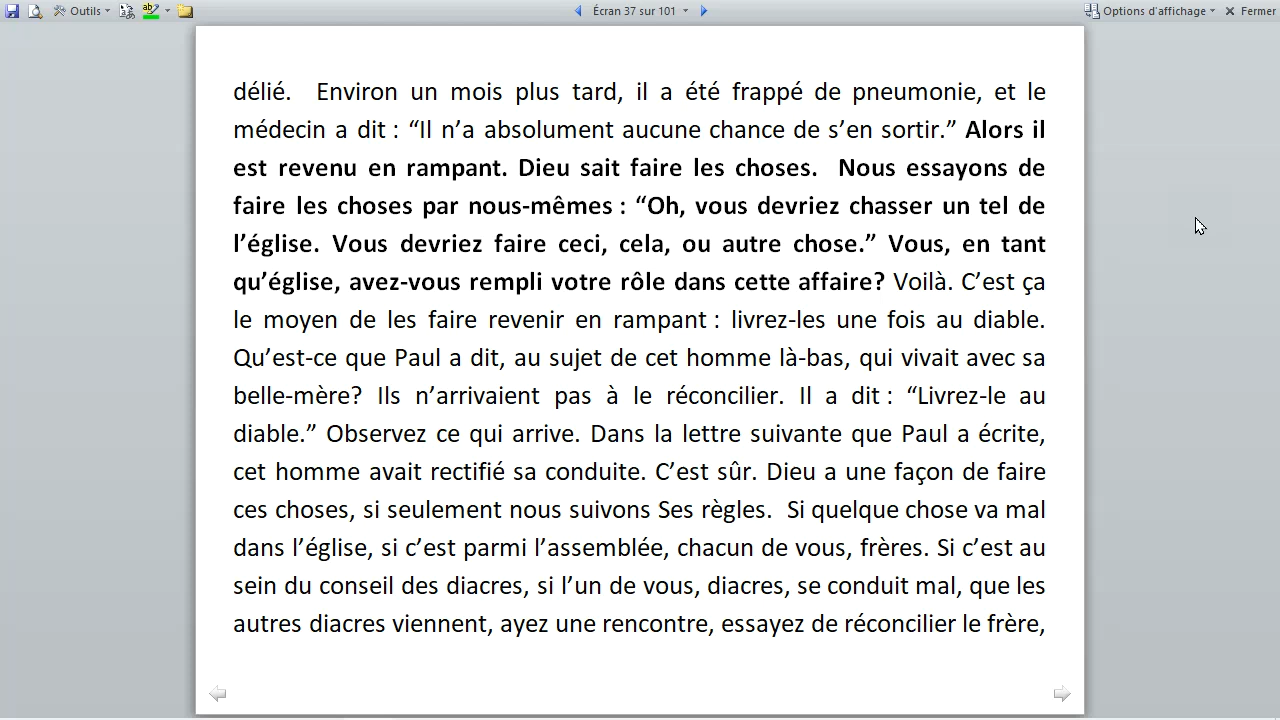 Outils
Écran 37 sur 101
Options d'affichage
Fermer
délié.  Environ un mois plus tard, il a été frappé de pneumonie, et le
médecin a dit : “Il n’a absolument aucune chance de s’en sortir.” Alors il
est revenu en rampant. Dieu sait faire les choses.  Nous essayons de
faire les choses par nous-mêmes : “Oh, vous devriez chasser un tel de
l’église. Vous devriez faire ceci, cela, ou autre chose.” Vous, en tant
qu’église, avez-vous rempli votre rôle dans cette affaire? Voilà. C’est ça
le moyen de les faire revenir en rampant : livrez-les une fois au diable.
Qu’est-ce que Paul a dit, au sujet de cet homme là-bas, qui vivait avec sa
belle-mère? Ils n’arrivaient pas à le réconcilier. Il a dit : “Livrez-le au
diable.” Observez ce qui arrive. Dans la lettre suivante que Paul a écrite,
cet homme avait rectifié sa conduite. C’est sûr. Dieu a une façon de faire
ces choses, si seulement nous suivons Ses règles.  Si quelque chose va mal
dans l’église, si c’est parmi l’assemblée, chacun de vous, frères. Si c’est au
sein du conseil des diacres, si l’un de vous, diacres, se conduit mal, que les
autres diacres viennent, ayez une rencontre, essayez de réconcilier le frère,